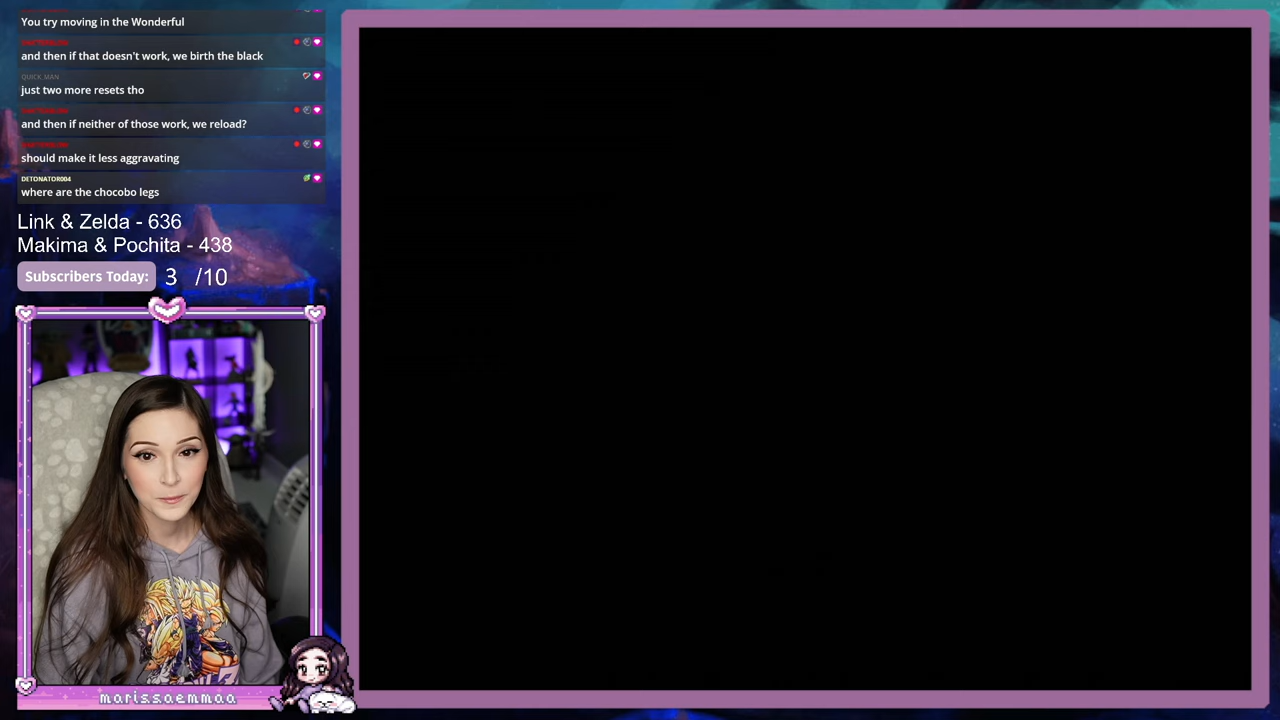 You try moving in the Wonderful
and then if that doesn't work, we birth the black
QUICK_MAN
just two more resets tho
and then if neither of those work, we reload?
should make it less aggravating
DETONATOR004
where are the chocobo legs
Link & Zelda - 636
Makima & Pochita - 438
Subscribers Today: 3 /10
marissaemmaa